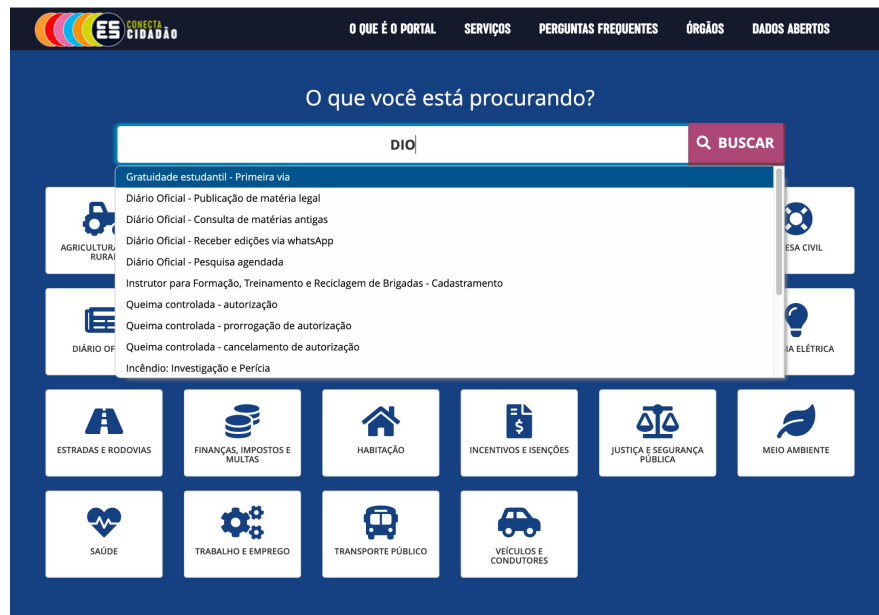 ES CONECTA CIDADÃO
O QUE É O PORTAL
SERVIÇOS
PERGUNTAS FREQUENTES
ÓRGÃOS
DADOS ABERTOS
O que você está procurando?
DIO
BUSCAR
Gratuidade estudantil - Primeira via
Diário Oficial - Publicação de matéria legal
Diário Oficial - Consulta de matérias antigas
Diário Oficial - Receber edições via whatsApp
Diário Oficial - Pesquisa agendada
Instrutor para Formação, Treinamento e Reciclagem de Brigadas - Cadastramento
Queima controlada - autorização
Queima controlada - prorrogação de autorização
Queima controlada - cancelamento de autorização
Incêndio: Investigação e Perícia
CIVIL
DIÁRIO
ELÉTRICA
ESTRADAS E RODOVIAS
FINANÇAS, IMPOSTOS E
MULTAS
HABITAÇÃO
INCENTIVOS E ISENÇÕES
JUSTIÇA E SEGURANÇA
PÚBLICA
MEIO AMBIENTE
SAÚDE
TRABALHO E EMPREGO
TRANSPORTE PÚBLICO
VEÍCULOS E
CONDUTORES